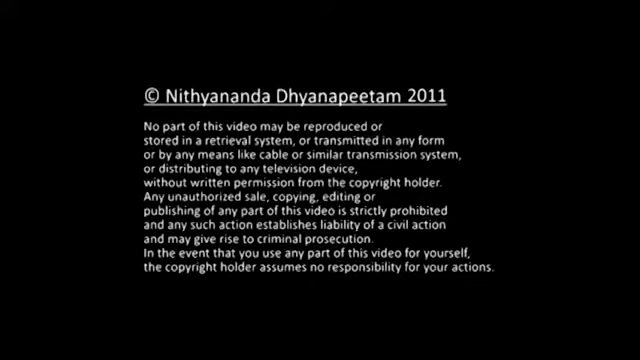 © Nithyananda Dhyanapeetam 2011
No part of this video may be reproduced or
stored in a retrieval system, or transmitted in any form
or by any means like cable or similar transmission system,
or distributing to any television device,
without written permission from the copyright holder.
Any unauthorized sale, copying, editing or
publishing of any part of this video is strictly prohibited
and any such action establishes liability of a civil action
and may give rise to criminal prosecution.
In the event that you use any part of this video for yourself,
the copyright holder assumes no responsibility for your actions.